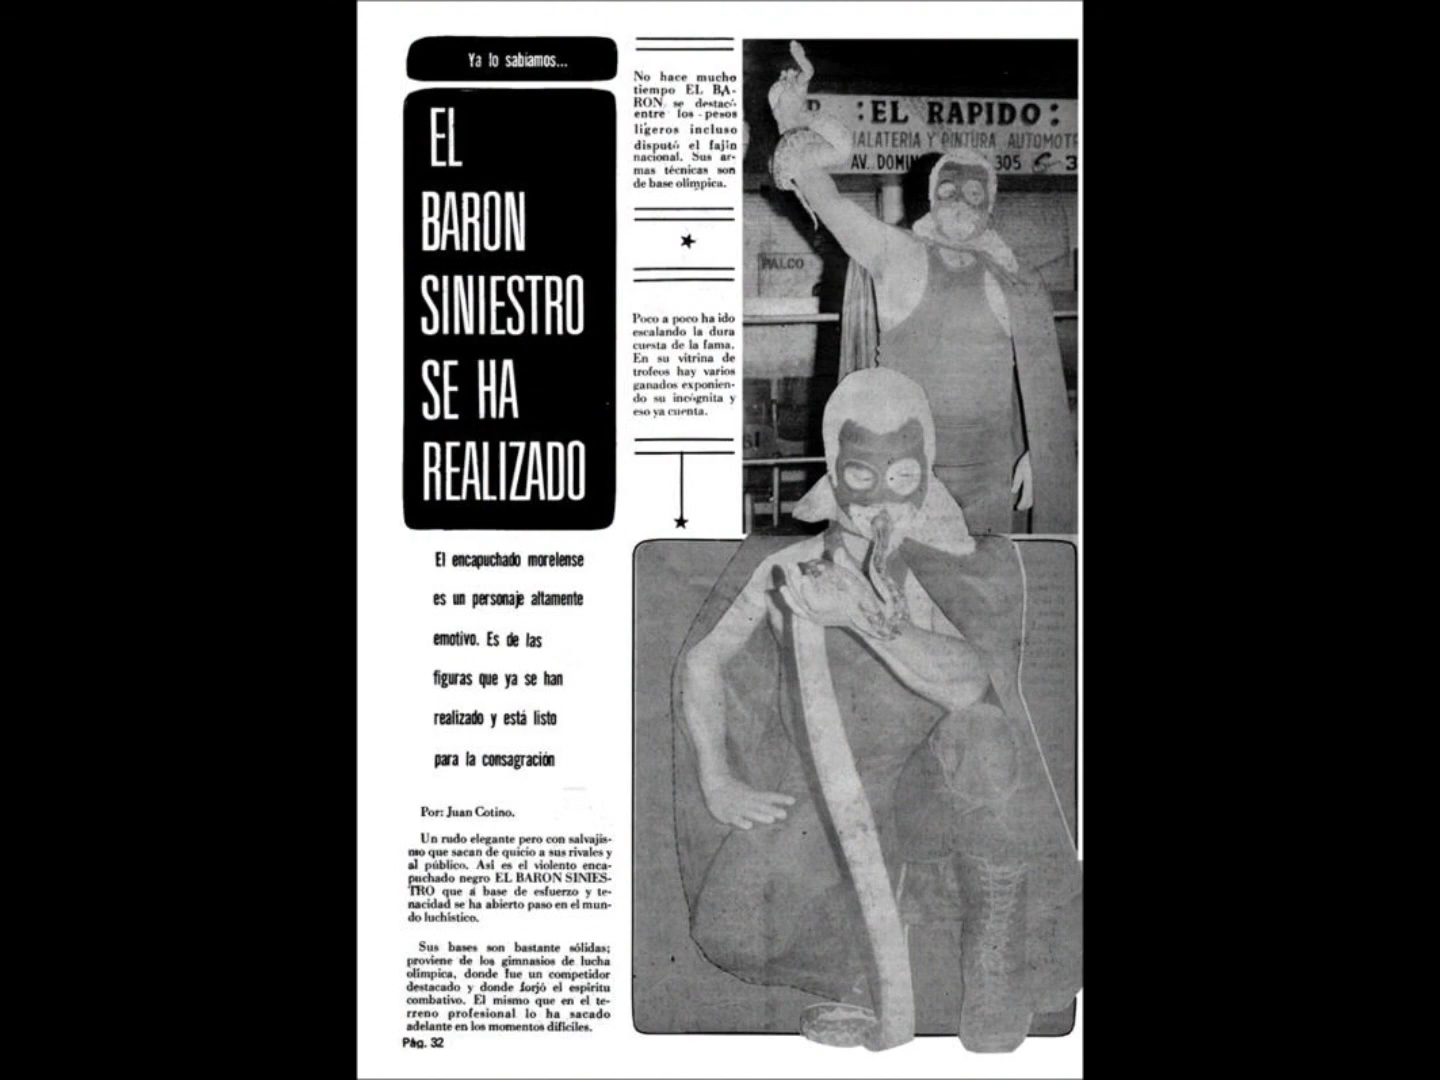 Ya lo sabíamos...
EL
BARON
SINIESTRO
SE HA
REALIZADO
El encapuchado morelense
es un personaje altamente
emotivo. Es de las
figuras que ya se han
realizado y está listo
para la consagración
Por: Juan Cotino.
Un rudo elegante pero con salvajis-
mo que sacan de quicio a sus rivales y
al público. Así es el violento enca-
puchado negro EL BARON SINIES-
TRO que a base de esfuerzo y te-
nacidad se ha abierto paso en el mun-
do luchístico.
Sus bases son bastante sólidas;
proviene de los gimnasios de lucha
olímpica, donde fue un competidor
destacado y donde forjó el espíritu
combativo. El mismo que en el te-
rreno profesional lo ha sacado
adelante en los momentos difíciles.
Pág. 32
No hace mucho
tiempo EL BA-
RON se destacó
entre los pesos
ligeros incluso
disputó el fajín
nacional. Sus ar-
mas técnicas son
de base olímpica.
Poco a poco ha ido
escalando la dura
cuesta de la fama.
En su vitrina de
trofeos hay varios
ganados exponien-
do su incógnita y
eso ya cuenta.
:EL RAPIDO:
ALATERIA Y PINTURA AUTOMOT
AV. DOMIN 305 3
PALCO